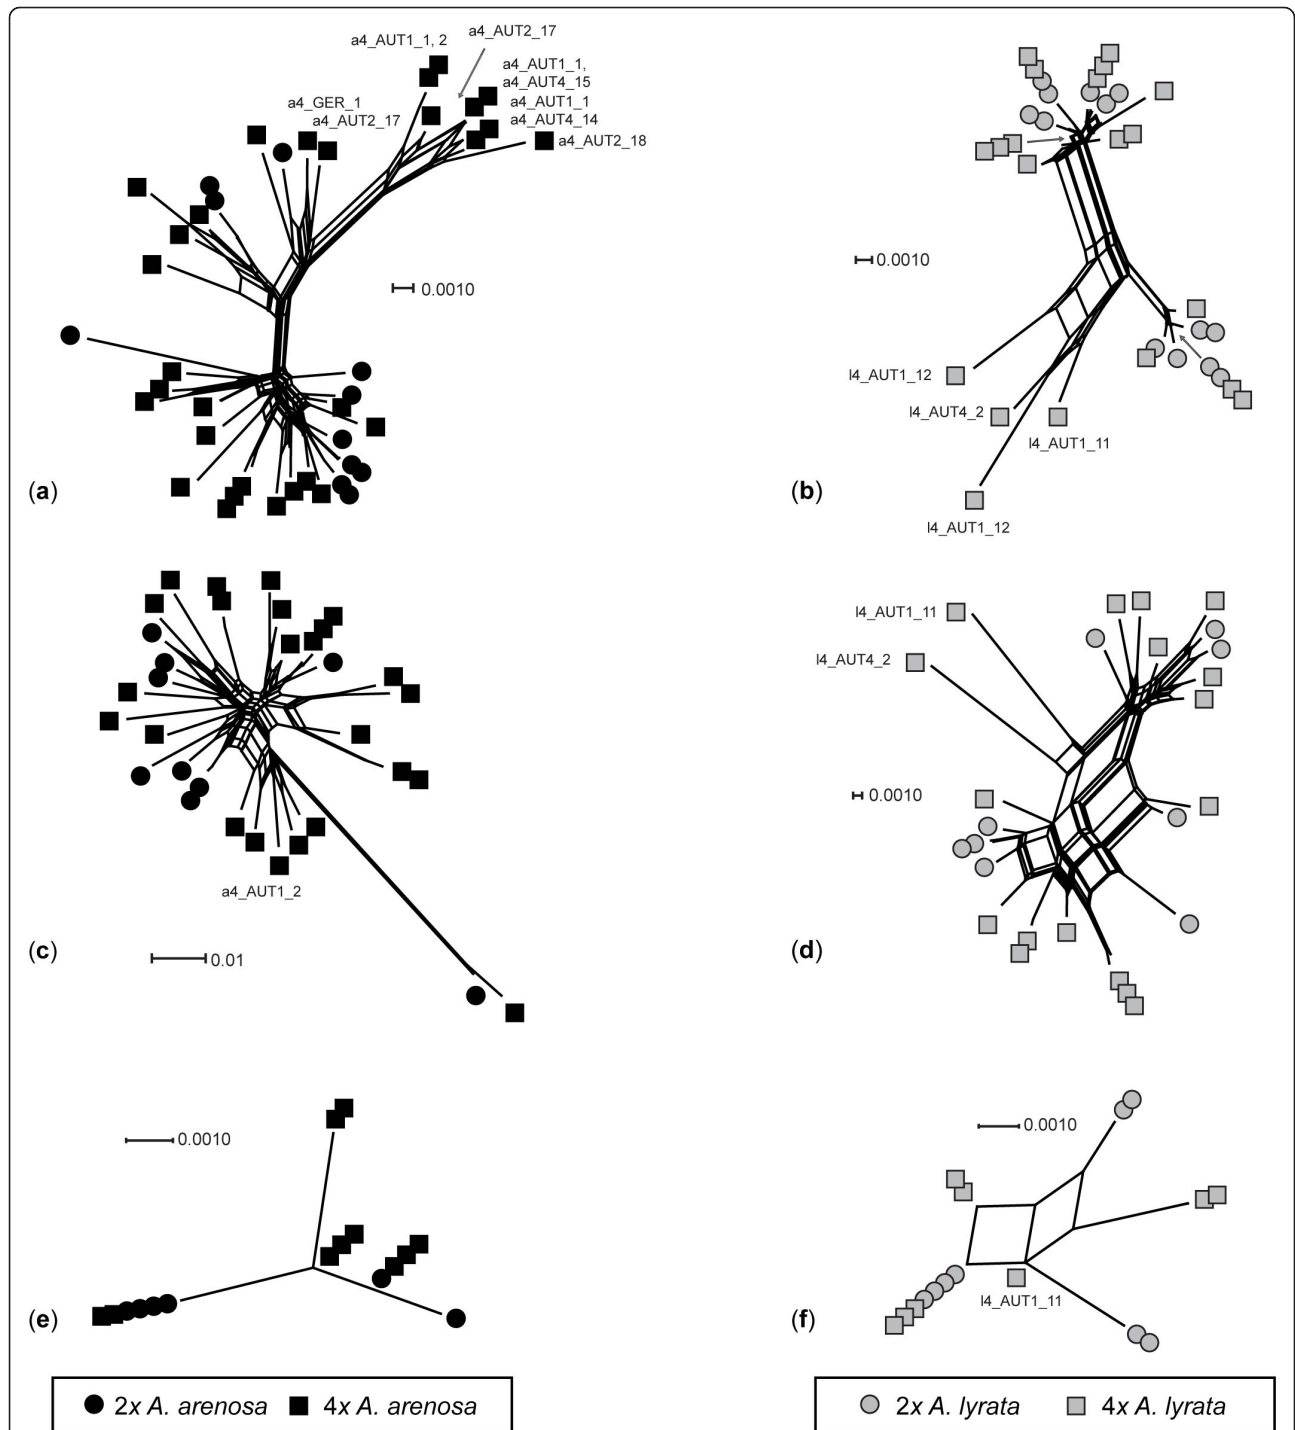 a4_AUT1_1, 2
a4_AUT2_17
a4_AUT1_1,
a4_AUT4_15
a4_AUT1_1
a4_AUT4_14
a4_AUT2_18
a4_GER_1
a4_AUT2_17
0.0010
(a)
0.0010
l4_AUT1_12
l4_AUT4_2
l4_AUT1_11
l4_AUT1_12
(b)
a4_AUT1_2
0.01
(c)
l4_AUT1_11
l4_AUT4_2
0.0010
(d)
0.0010
(e)
0.0010
l4_AUT1_11
(f)
2x A. arenosa 4x A. arenosa
2x A. lyrata 4x A. lyrata